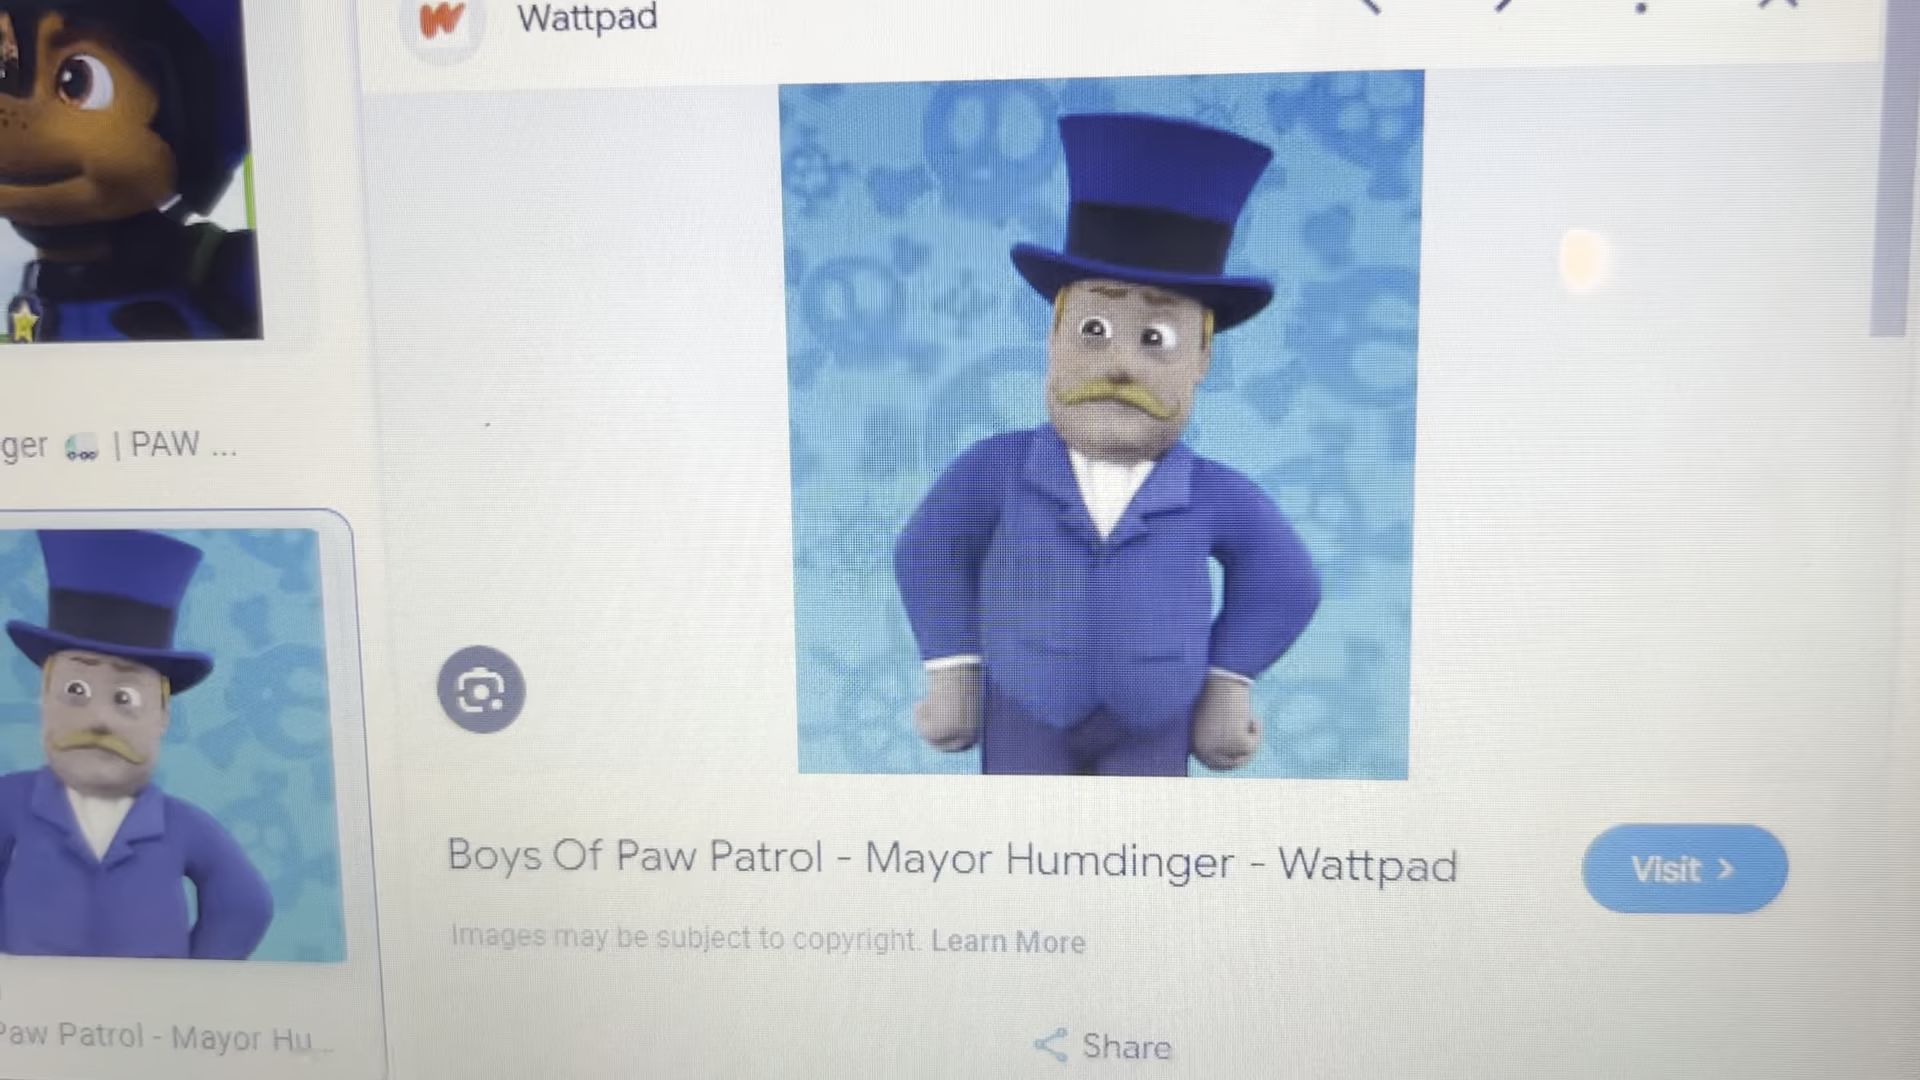 Wattpad
ger | PAW ...
Boys Of Paw Patrol - Mayor Humdinger - Wattpad
Visit >
Images may be subject to copyright. Learn More
Paw Patrol - Mayor Hu...
Share